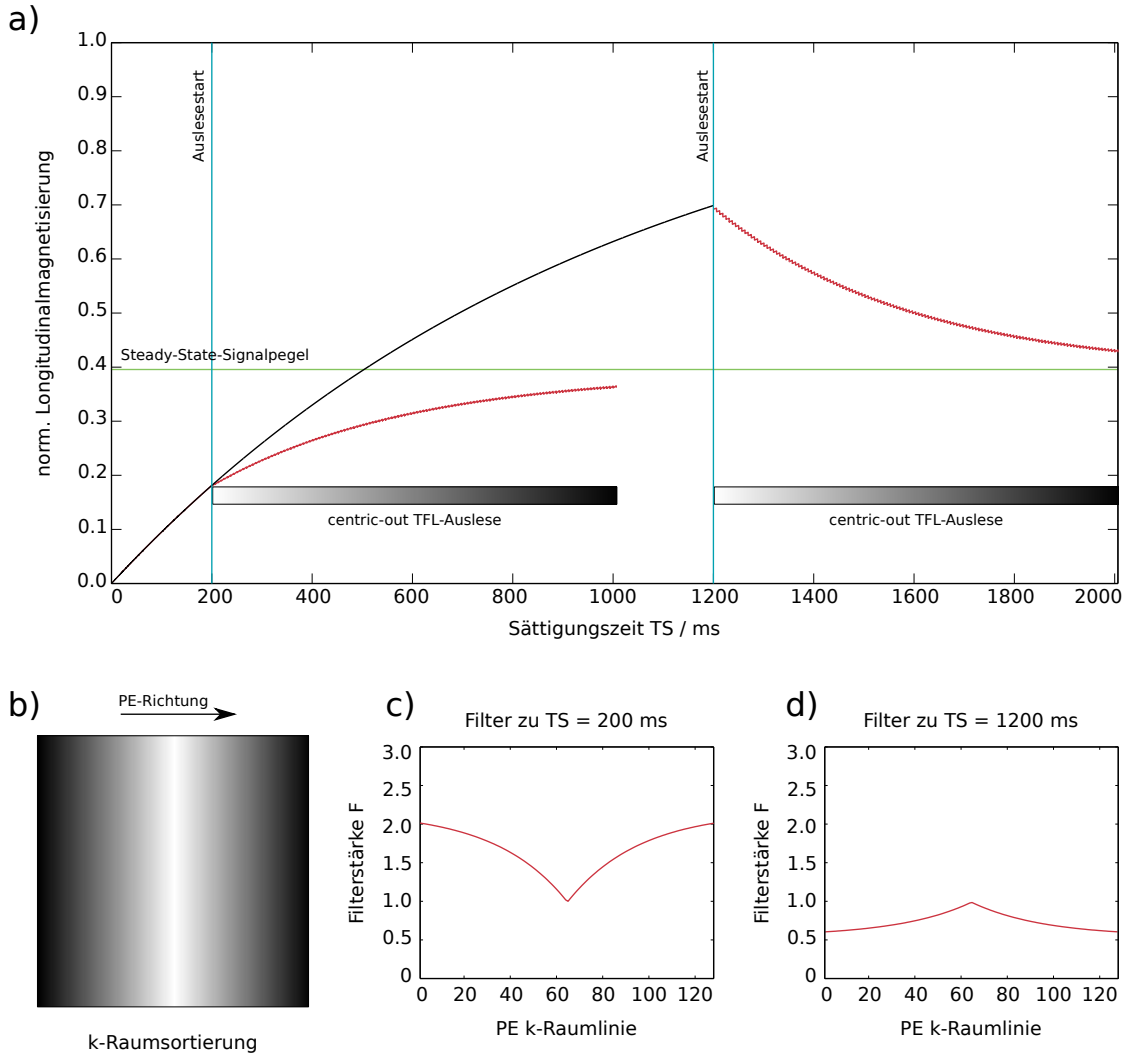 a)
1.0
0.9
0.8
0.7
0.6
0.5
0.4
0.3
0.2
0.1
0.0
norm. Longitudinalmagnetisierung
Auslesestart
Auslesestart
Steady-State-Signalpegel
centric-out TFL-Auslese
centric-out TFL-Auslese
0 200 400 600 800 1000 1200 1400 1600 1800 2000
Sättigungszeit TS / ms
b)
PE-Richtung
k-Raumsortierung
c)
Filter zu TS = 200 ms
3.0
2.5
2.0
1.5
1.0
0.5
0
Filterstärke F
0 20 40 60 80 100 120
PE k-Raumlinie
d)
Filter zu TS = 1200 ms
3.0
2.5
2.0
1.5
1.0
0.5
0
Filterstärke F
0 20 40 60 80 100 120
PE k-Raumlinie